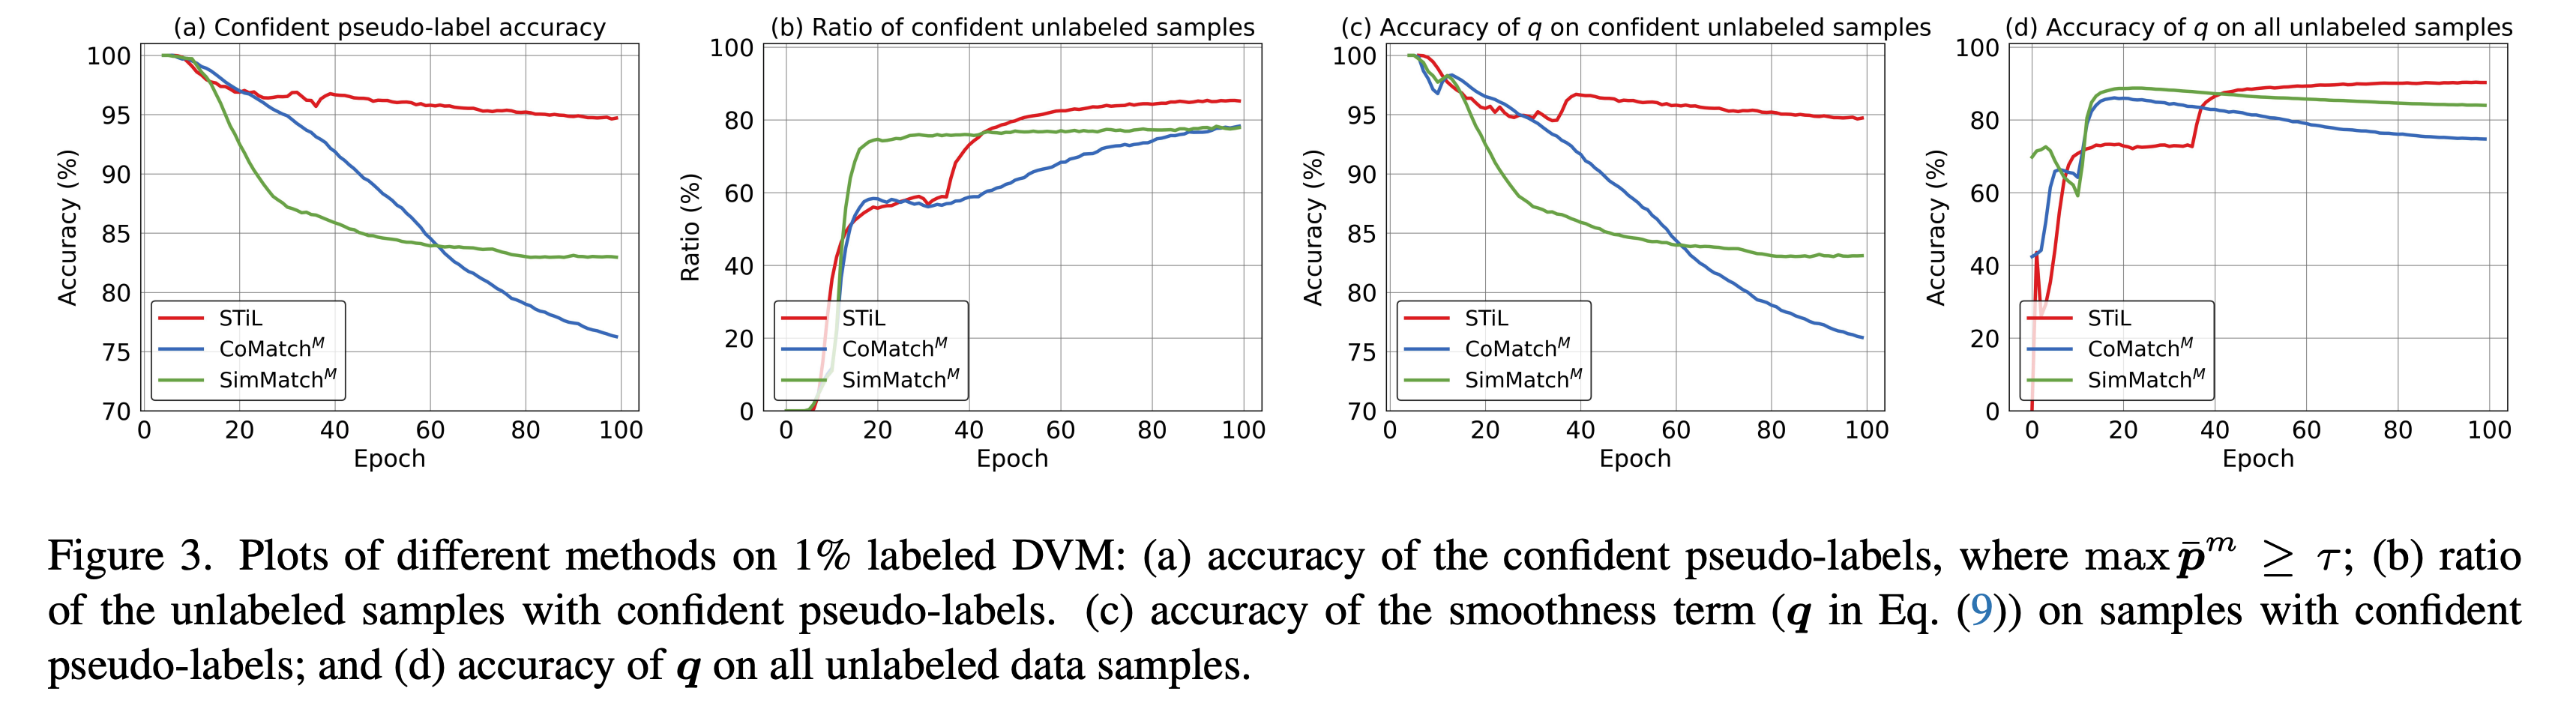 (a) Confident pseudo-label accuracy
100
95
90
85
80
75
70
Accuracy (%)
0 20 40 60 80 100
Epoch
STiL
CoMatch^M
SimMatch^M
(b) Ratio of confident unlabeled samples
100
80
60
40
20
0
Ratio (%)
0 20 40 60 80 100
Epoch
STiL
CoMatch^M
SimMatch^M
(c) Accuracy of q on confident unlabeled samples
100
95
90
85
80
75
70
Accuracy (%)
0 20 40 60 80 100
Epoch
STiL
CoMatch^M
SimMatch^M
(d) Accuracy of q on all unlabeled samples
100
80
60
40
20
0
Accuracy (%)
0 20 40 60 80 100
Epoch
STiL
CoMatch^M
SimMatch^M
Figure 3. Plots of different methods on 1% labeled DVM: (a) accuracy of the confident pseudo-labels, where max p̄^m ≥ τ; (b) ratio
of the unlabeled samples with confident pseudo-labels. (c) accuracy of the smoothness term (q in Eq. (9)) on samples with confident
pseudo-labels; and (d) accuracy of q on all unlabeled data samples.